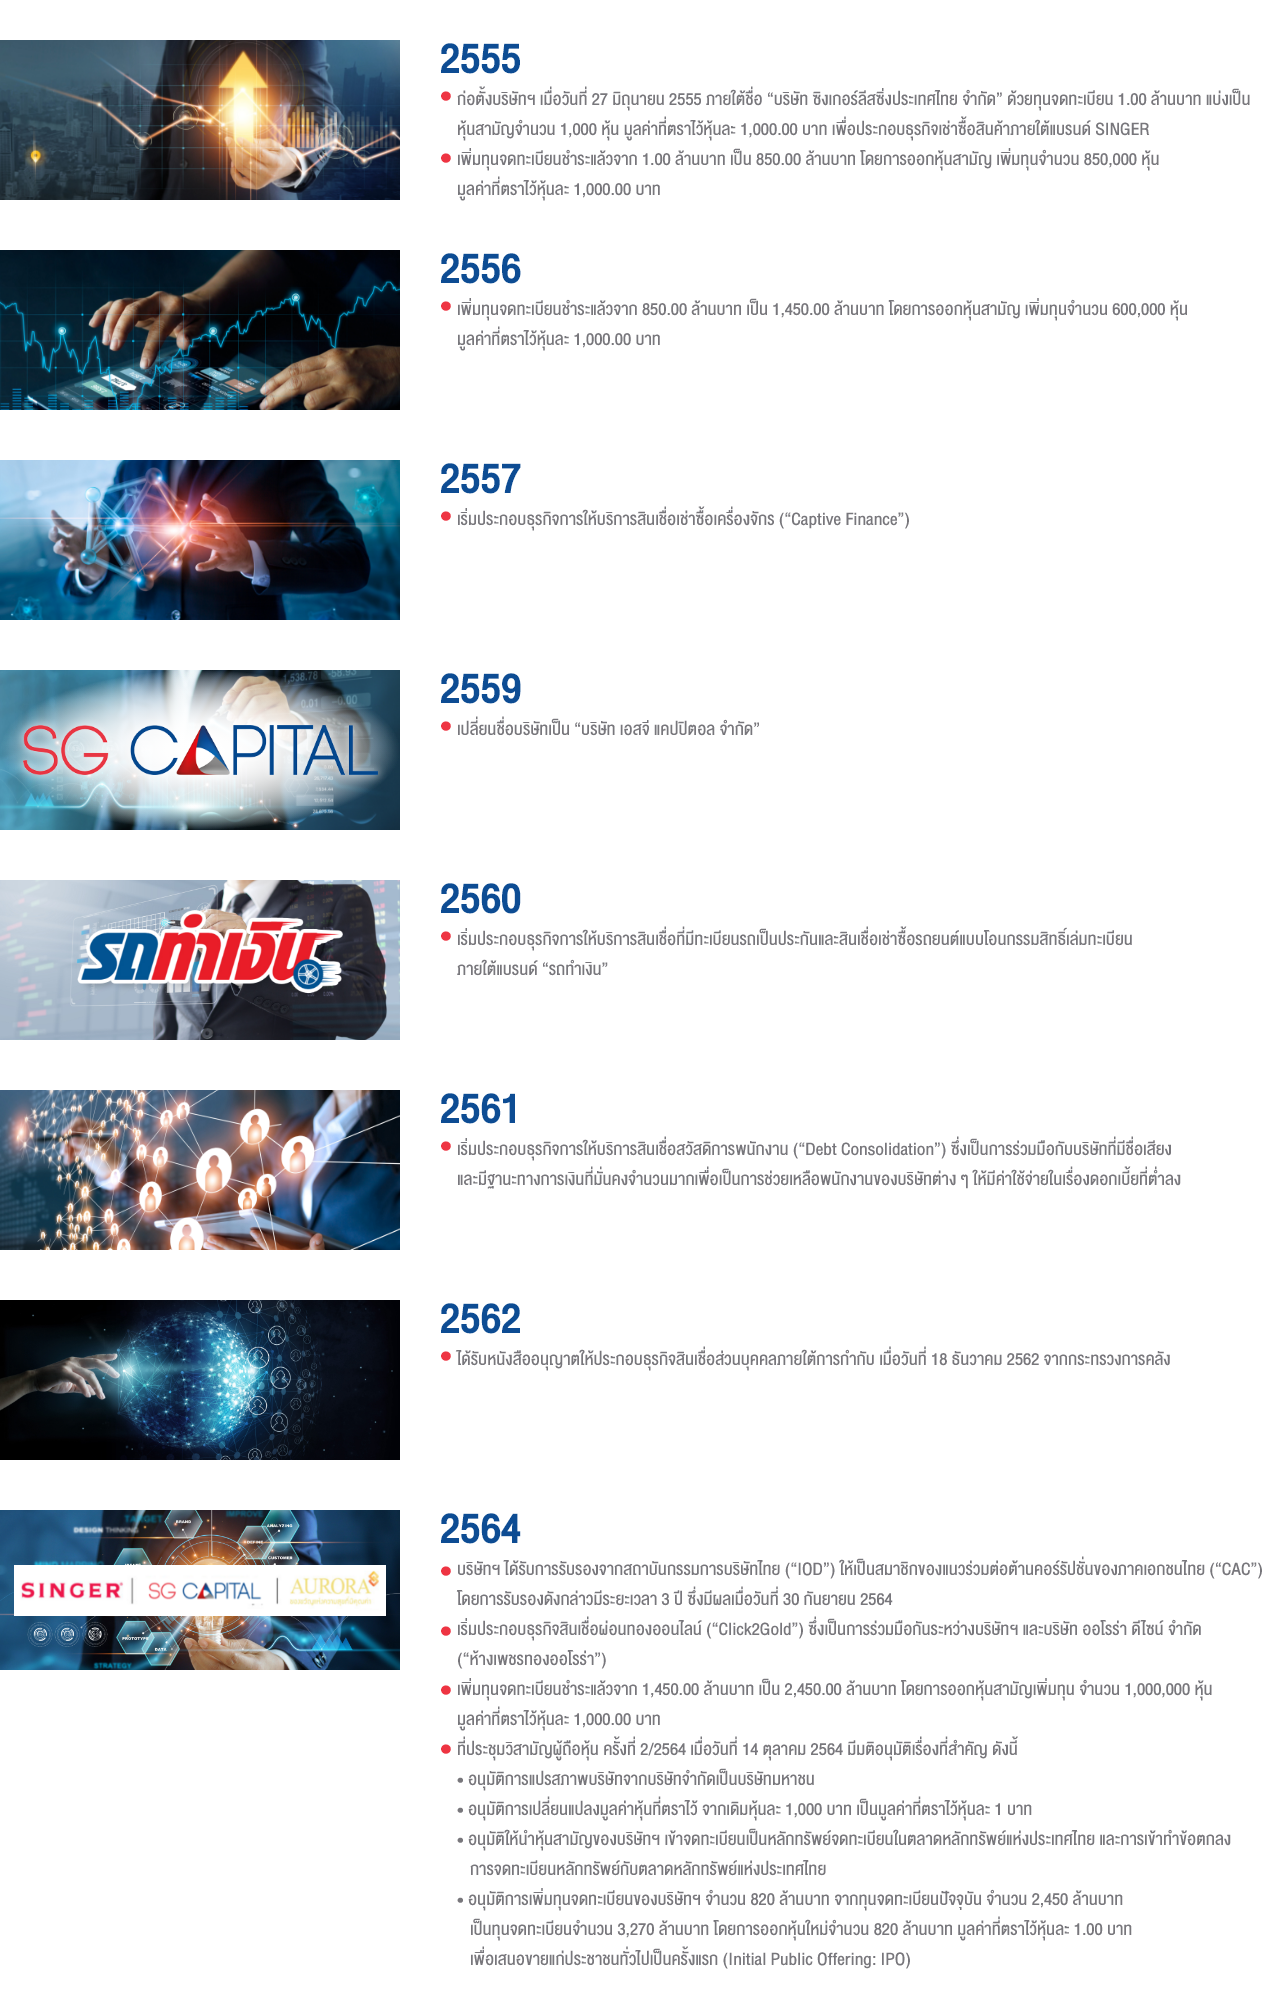 2555
● ก่อตั้งบริษัทฯ เมื่อวันที่ 27 มิถุนายน 2555 ภายใต้ชื่อ “บริษัท ซิงเกอร์ลีสซิ่งประเทศไทย จำกัด” ด้วยทุนจดทะเบียน 1.00 ล้านบาท แบ่งเป็น
หุ้นสามัญจำนวน 1,000 หุ้น มูลค่าที่ตราไว้หุ้นละ 1,000.00 บาท เพื่อประกอบธุรกิจเช่าซื้อสินค้าภายใต้แบรนด์ SINGER
● เพิ่มทุนจดทะเบียนชำระแล้วจาก 1.00 ล้านบาท เป็น 850.00 ล้านบาท โดยการออกหุ้นสามัญ เพิ่มทุนจำนวน 850,000 หุ้น
มูลค่าที่ตราไว้หุ้นละ 1,000.00 บาท
2556
● เพิ่มทุนจดทะเบียนชำระแล้วจาก 850.00 ล้านบาท เป็น 1,450.00 ล้านบาท โดยการออกหุ้นสามัญ เพิ่มทุนจำนวน 600,000 หุ้น
มูลค่าที่ตราไว้หุ้นละ 1,000.00 บาท
2557
● เริ่มประกอบธุรกิจการให้บริการสินเชื่อเช่าซื้อเครื่องจักร (“Captive Finance”)
SG CAPITAL
2559
● เปลี่ยนชื่อบริษัทเป็น “บริษัท เอสจี แคปปิตอล จำกัด”
รถทำเงิน
2560
● เริ่มประกอบธุรกิจการให้บริการสินเชื่อที่มีทะเบียนรถเป็นประกันและสินเชื่อเช่าซื้อรถยนต์แบบโอนกรรมสิทธิ์เล่มทะเบียน
ภายใต้แบรนด์ “รถทำเงิน”
2561
● เริ่มประกอบธุรกิจการให้บริการสินเชื่อสวัสดิการพนักงาน (“Debt Consolidation”) ซึ่งเป็นการร่วมมือกับบริษัทที่มีชื่อเสียง
และมีฐานะทางการเงินที่มั่นคงจำนวนมากเพื่อเป็นการช่วยเหลือพนักงานของบริษัทต่าง ๆ ให้มีค่าใช้จ่ายในเรื่องดอกเบี้ยที่ต่ำลง
2562
● ได้รับหนังสืออนุญาตให้ประกอบธุรกิจสินเชื่อส่วนบุคคลภายใต้การกำกับ เมื่อวันที่ 18 ธันวาคม 2562 จากกระทรวงการคลัง
TARGET
IMPROVE
BRAND
ANALYZING
DESIGN THINKING
DEFINE
CUSTOMER
SINGER | SG CAPITAL | AURORA
PROTOTYPE
DATA
STRATEGY
2564
● บริษัทฯ ได้รับการรับรองจากสถาบันกรรมการบริษัทไทย (“IOD”) ให้เป็นสมาชิกของแนวร่วมต่อต้านคอร์รัปชั่นของภาคเอกชนไทย (“CAC”)
โดยการรับรองดังกล่าวมีระยะเวลา 3 ปี ซึ่งมีผลเมื่อวันที่ 30 กันยายน 2564
● เริ่มประกอบธุรกิจสินเชื่อผ่อนทองออนไลน์ (“Click2Gold”) ซึ่งเป็นการร่วมมือกันระหว่างบริษัทฯ และบริษัท ออโรร่า ดีไซน์ จำกัด
(“ห้างเพชรทองออโรร่า”)
● เพิ่มทุนจดทะเบียนชำระแล้วจาก 1,450.00 ล้านบาท เป็น 2,450.00 ล้านบาท โดยการออกหุ้นสามัญเพิ่มทุน จำนวน 1,000,000 หุ้น
มูลค่าที่ตราไว้หุ้นละ 1,000.00 บาท
● ที่ประชุมวิสามัญผู้ถือหุ้น ครั้งที่ 2/2564 เมื่อวันที่ 14 ตุลาคม 2564 มีมติอนุมัติเรื่องที่สำคัญ ดังนี้
• อนุมัติการแปรสภาพบริษัทจากบริษัทจำกัดเป็นบริษัทมหาชน
• อนุมัติการเปลี่ยนแปลงมูลค่าหุ้นที่ตราไว้ จากเดิมหุ้นละ 1,000 บาท เป็นมูลค่าที่ตราไว้หุ้นละ 1 บาท
• อนุมัติให้นำหุ้นสามัญของบริษัทฯ เข้าจดทะเบียนเป็นหลักทรัพย์จดทะเบียนในตลาดหลักทรัพย์แห่งประเทศไทย และการเข้าทำข้อตกลง
การจดทะเบียนหลักทรัพย์กับตลาดหลักทรัพย์แห่งประเทศไทย
• อนุมัติการเพิ่มทุนจดทะเบียนของบริษัทฯ จำนวน 820 ล้านบาท จากทุนจดทะเบียนปัจจุบัน จำนวน 2,450 ล้านบาท
เป็นทุนจดทะเบียนจำนวน 3,270 ล้านบาท โดยการออกหุ้นใหม่จำนวน 820 ล้านบาท มูลค่าที่ตราไว้หุ้นละ 1.00 บาท
เพื่อเสนอขายแก่ประชาชนทั่วไปเป็นครั้งแรก (Initial Public Offering: IPO)